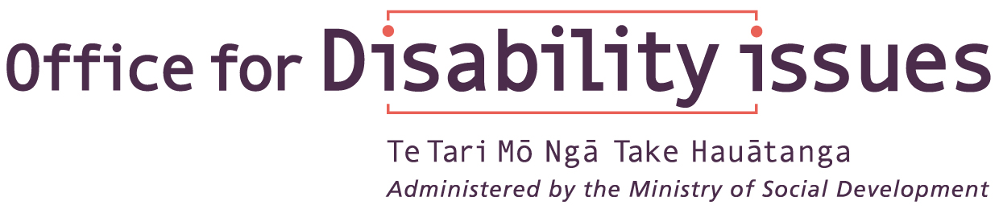 Office for Disability issues
Te Tari Mō Ngā Take Hauātanga
Administered by the Ministry of Social Development